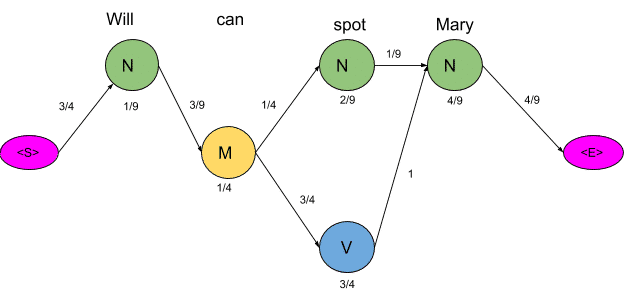 Will can spot Mary
N N N
1/9
3/4 1/9 3/9 1/4 2/9 4/9 4/9
<S> M <E>
1/4
3/4 1
V
3/4